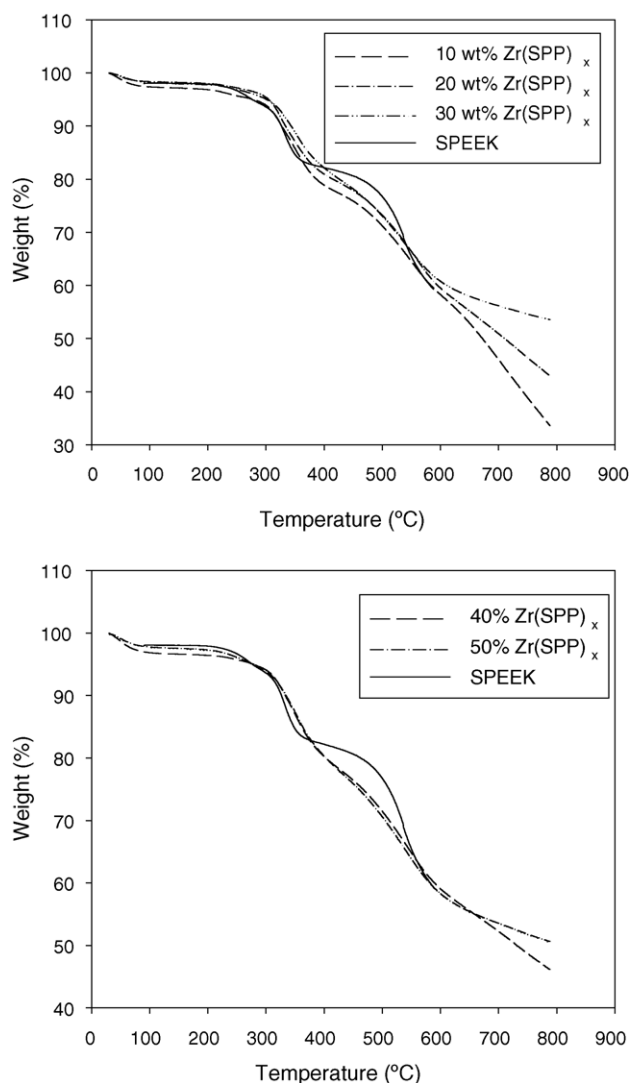 110
100
90
80
70
60
50
40
30
Weight (%)
10 wt% Zr(SPP) x
20 wt% Zr(SPP) x
30 wt% Zr(SPP) x
SPEEK
0 100 200 300 400 500 600 700 800 900
Temperature (ºC)
110
100
90
80
70
60
50
40
Weight (%)
40% Zr(SPP) x
50% Zr(SPP) x
SPEEK
0 100 200 300 400 500 600 700 800 900
Temperature (ºC)